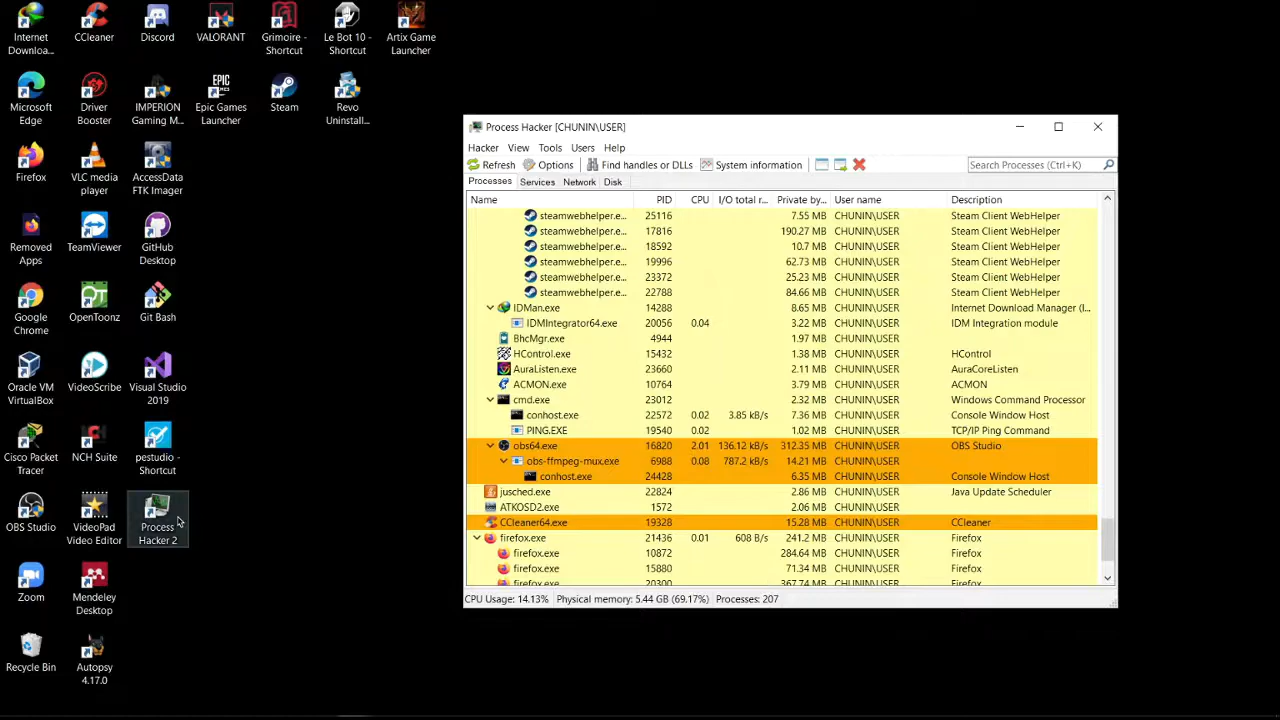 Internet
Downloa...
CCleaner
Discord
VALORANT
Grimoire -
Shortcut
Le Bot 10 -
Shortcut
Artix Game
Launcher
Microsoft
Edge
Driver
Booster
IMPERION
Gaming M...
EPIC
GAMES
Epic Games
Launcher
Steam
Revo
Uninstall...
Firefox
VLC media
player
AccessData
FTK Imager
Removed
Apps
TeamViewer
GitHub
Desktop
Google
Chrome
OpenToonz
Git Bash
Oracle VM
VirtualBox
VideoScribe
Visual Studio
2019
Cisco Packet
Tracer
NCH Suite
pestudio -
Shortcut
OBS Studio
VideoPad
Video Editor
Process
Hacker 2
Zoom
Mendeley
Desktop
Recycle Bin
Autopsy
4.17.0
Process Hacker [CHUNIN\USER]
Hacker View Tools Users Help
Refresh Options Find handles or DLLs System information Search Processes (Ctrl+K)
Processes Services Network Disk
Name PID CPU I/O total r... Private by... User name Description
steamwebhelper.e... 25116 7.55 MB CHUNIN\USER Steam Client WebHelper
steamwebhelper.e... 17816 190.27 MB CHUNIN\USER Steam Client WebHelper
steamwebhelper.e... 18592 10.7 MB CHUNIN\USER Steam Client WebHelper
steamwebhelper.e... 19996 62.73 MB CHUNIN\USER Steam Client WebHelper
steamwebhelper.e... 23372 25.23 MB CHUNIN\USER Steam Client WebHelper
steamwebhelper.e... 22788 84.66 MB CHUNIN\USER Steam Client WebHelper
IDMan.exe 14288 8.65 MB CHUNIN\USER Internet Download Manager (I...
IDMIntegrator64.exe 20056 0.04 3.22 MB CHUNIN\USER IDM Integration module
BhcMgr.exe 4944 1.97 MB CHUNIN\USER
HControl.exe 15432 1.38 MB CHUNIN\USER HControl
AuraListen.exe 23660 2.11 MB CHUNIN\USER AuraCoreListen
ACMON.exe 10764 3.79 MB CHUNIN\USER ACMON
cmd.exe 23012 2.32 MB CHUNIN\USER Windows Command Processor
conhost.exe 22572 0.02 3.85 kB/s 7.36 MB CHUNIN\USER Console Window Host
PING.EXE 19540 0.02 1.02 MB CHUNIN\USER TCP/IP Ping Command
obs64.exe 16820 2.01 136.12 kB/s 312.35 MB CHUNIN\USER OBS Studio
obs-ffmpeg-mux.exe 6988 0.08 787.2 kB/s 14.21 MB CHUNIN\USER
conhost.exe 24428 6.35 MB CHUNIN\USER Console Window Host
jusched.exe 22824 2.86 MB CHUNIN\USER Java Update Scheduler
ATKOSD2.exe 1572 2.06 MB CHUNIN\USER
CCleaner64.exe 19328 15.28 MB CHUNIN\USER CCleaner
firefox.exe 21436 0.01 608 B/s 241.2 MB CHUNIN\USER Firefox
firefox.exe 10872 284.64 MB CHUNIN\USER Firefox
firefox.exe 15880 71.34 MB CHUNIN\USER Firefox
firefox.exe 20300 367.74 MB CHUNIN\USER Firefox
CPU Usage: 14.13% Physical memory: 5.44 GB (69.17%) Processes: 207